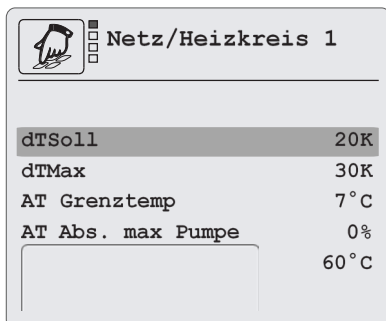 Netz/Heizkreis 1
dTSoll 20K
dTMax 30K
AT Grenztemp 7°C
AT Abs. max Pumpe 0%
60°C